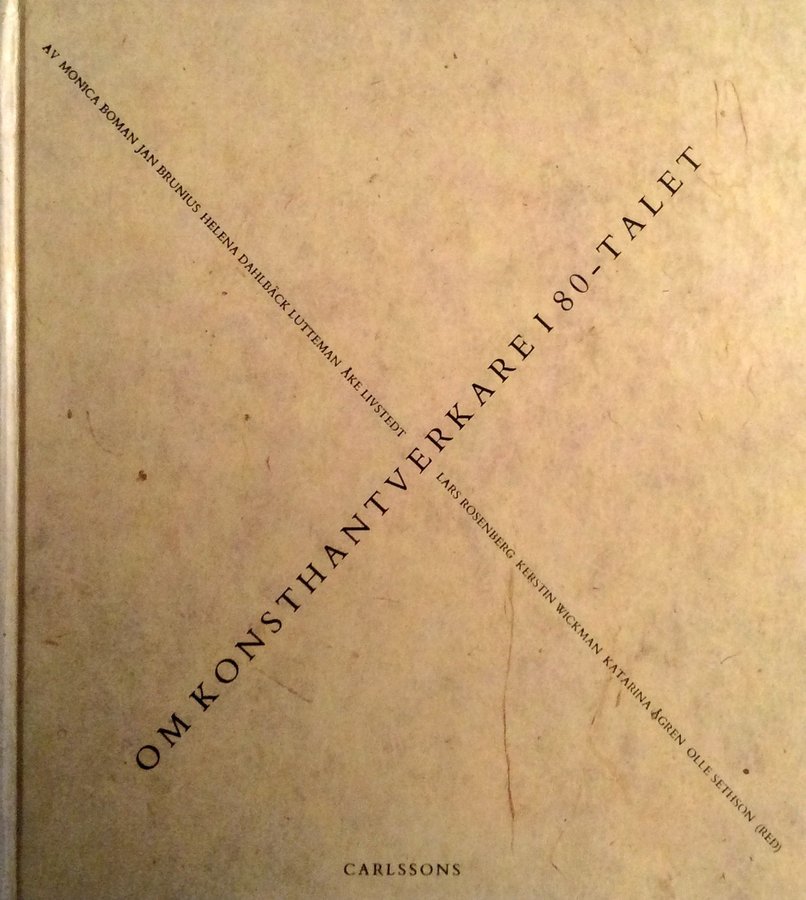 AV MONICA BOMAN JAN BRUNIUS HELENA DAHLBÄCK LUTTEMAN ÅKE LIVSTEDT
OM KONSTHANTVERKARE I 80-TALET
LARS ROSENBERG KERSTIN WICKMAN KATARINA ÅGREN OLLE SETHSON (RED)
CARLSSONS